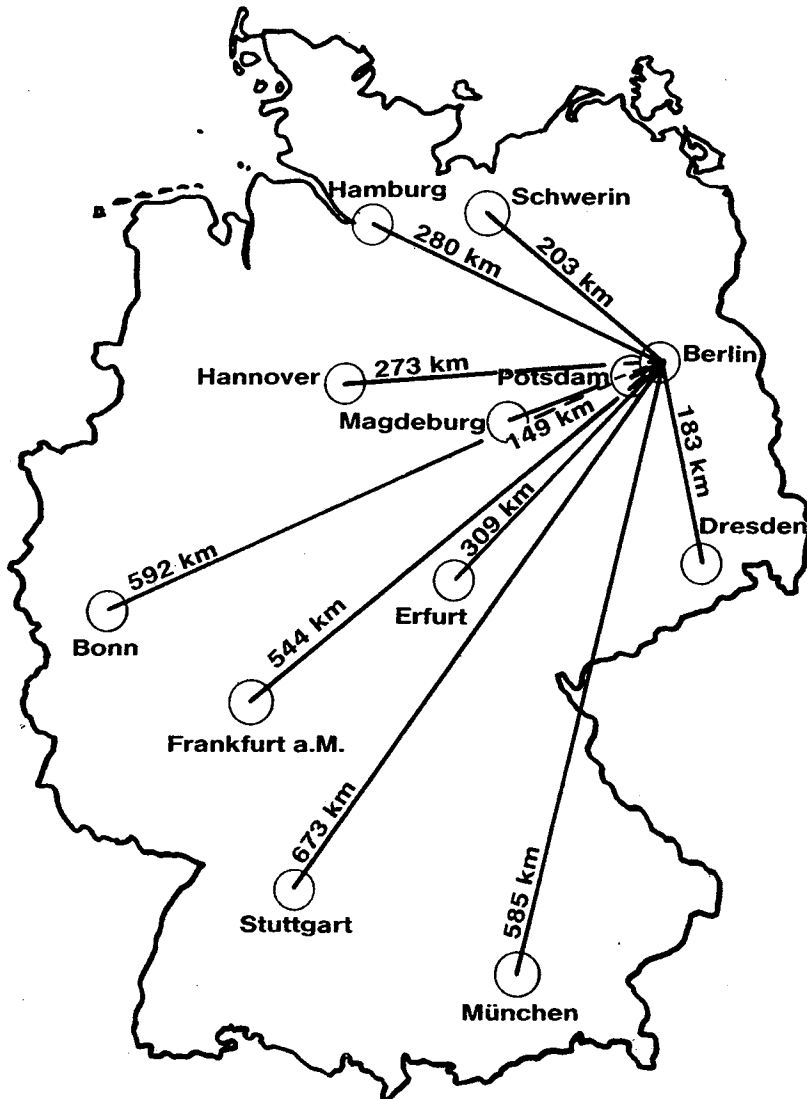 Hamburg
Schwerin
280 km
203 km
Hannover
273 km
Potsdam
Berlin
Magdeburg
149 km
183 km
Dresden
592 km
309 km
Bonn
Erfurt
544 km
Frankfurt a.M.
673 km
Stuttgart
585 km
München